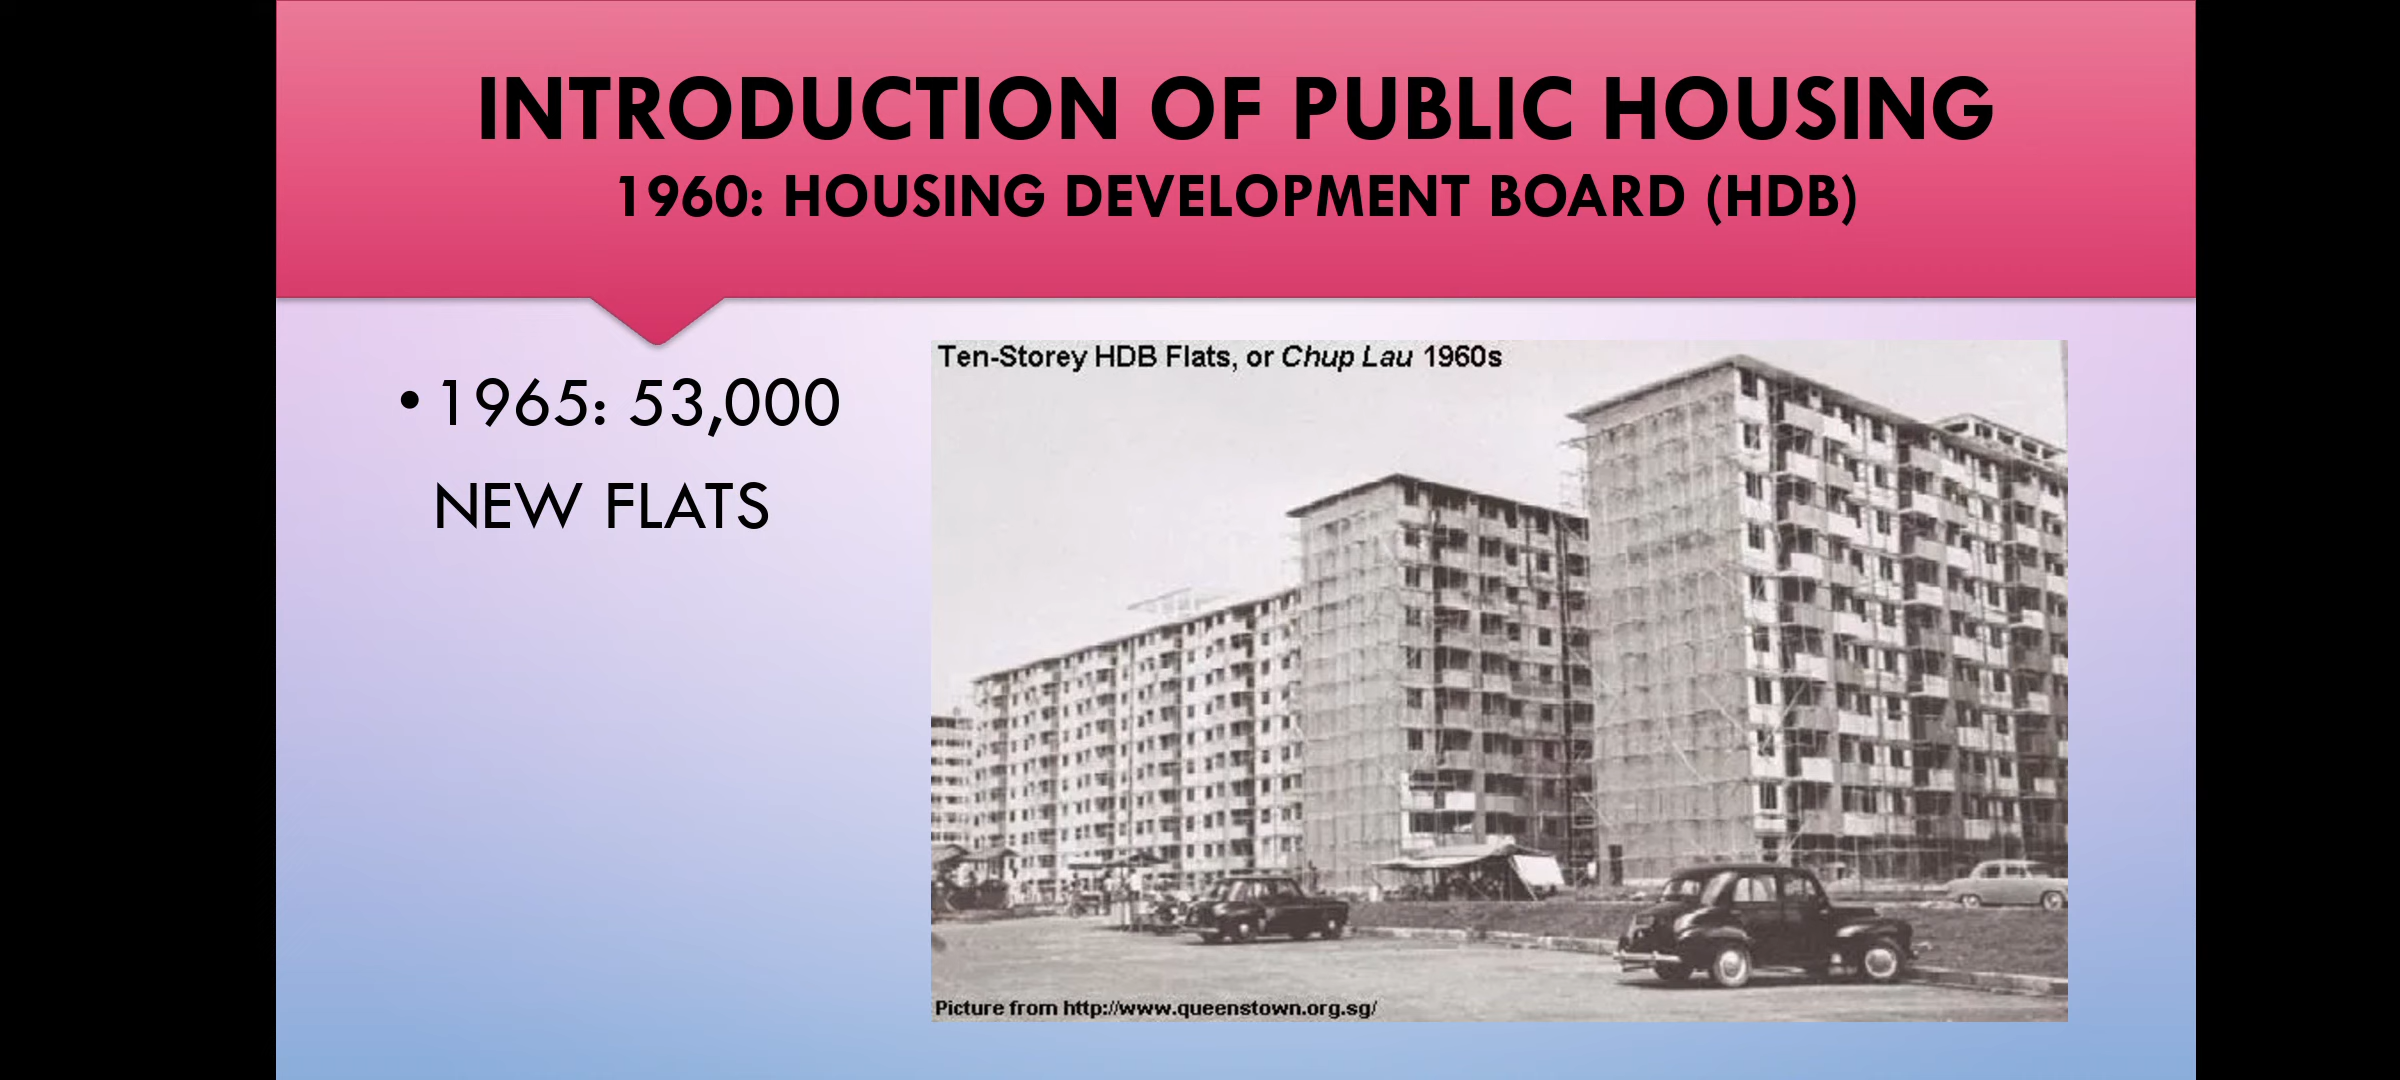 INTRODUCTION OF PUBLIC HOUSING
1960: HOUSING DEVELOPMENT BOARD (HDB)
• 1965: 53,000
NEW FLATS
Ten-Storey HDB Flats, or Chup Lau 1960s
Picture from http://www.queenstown.org.sg/